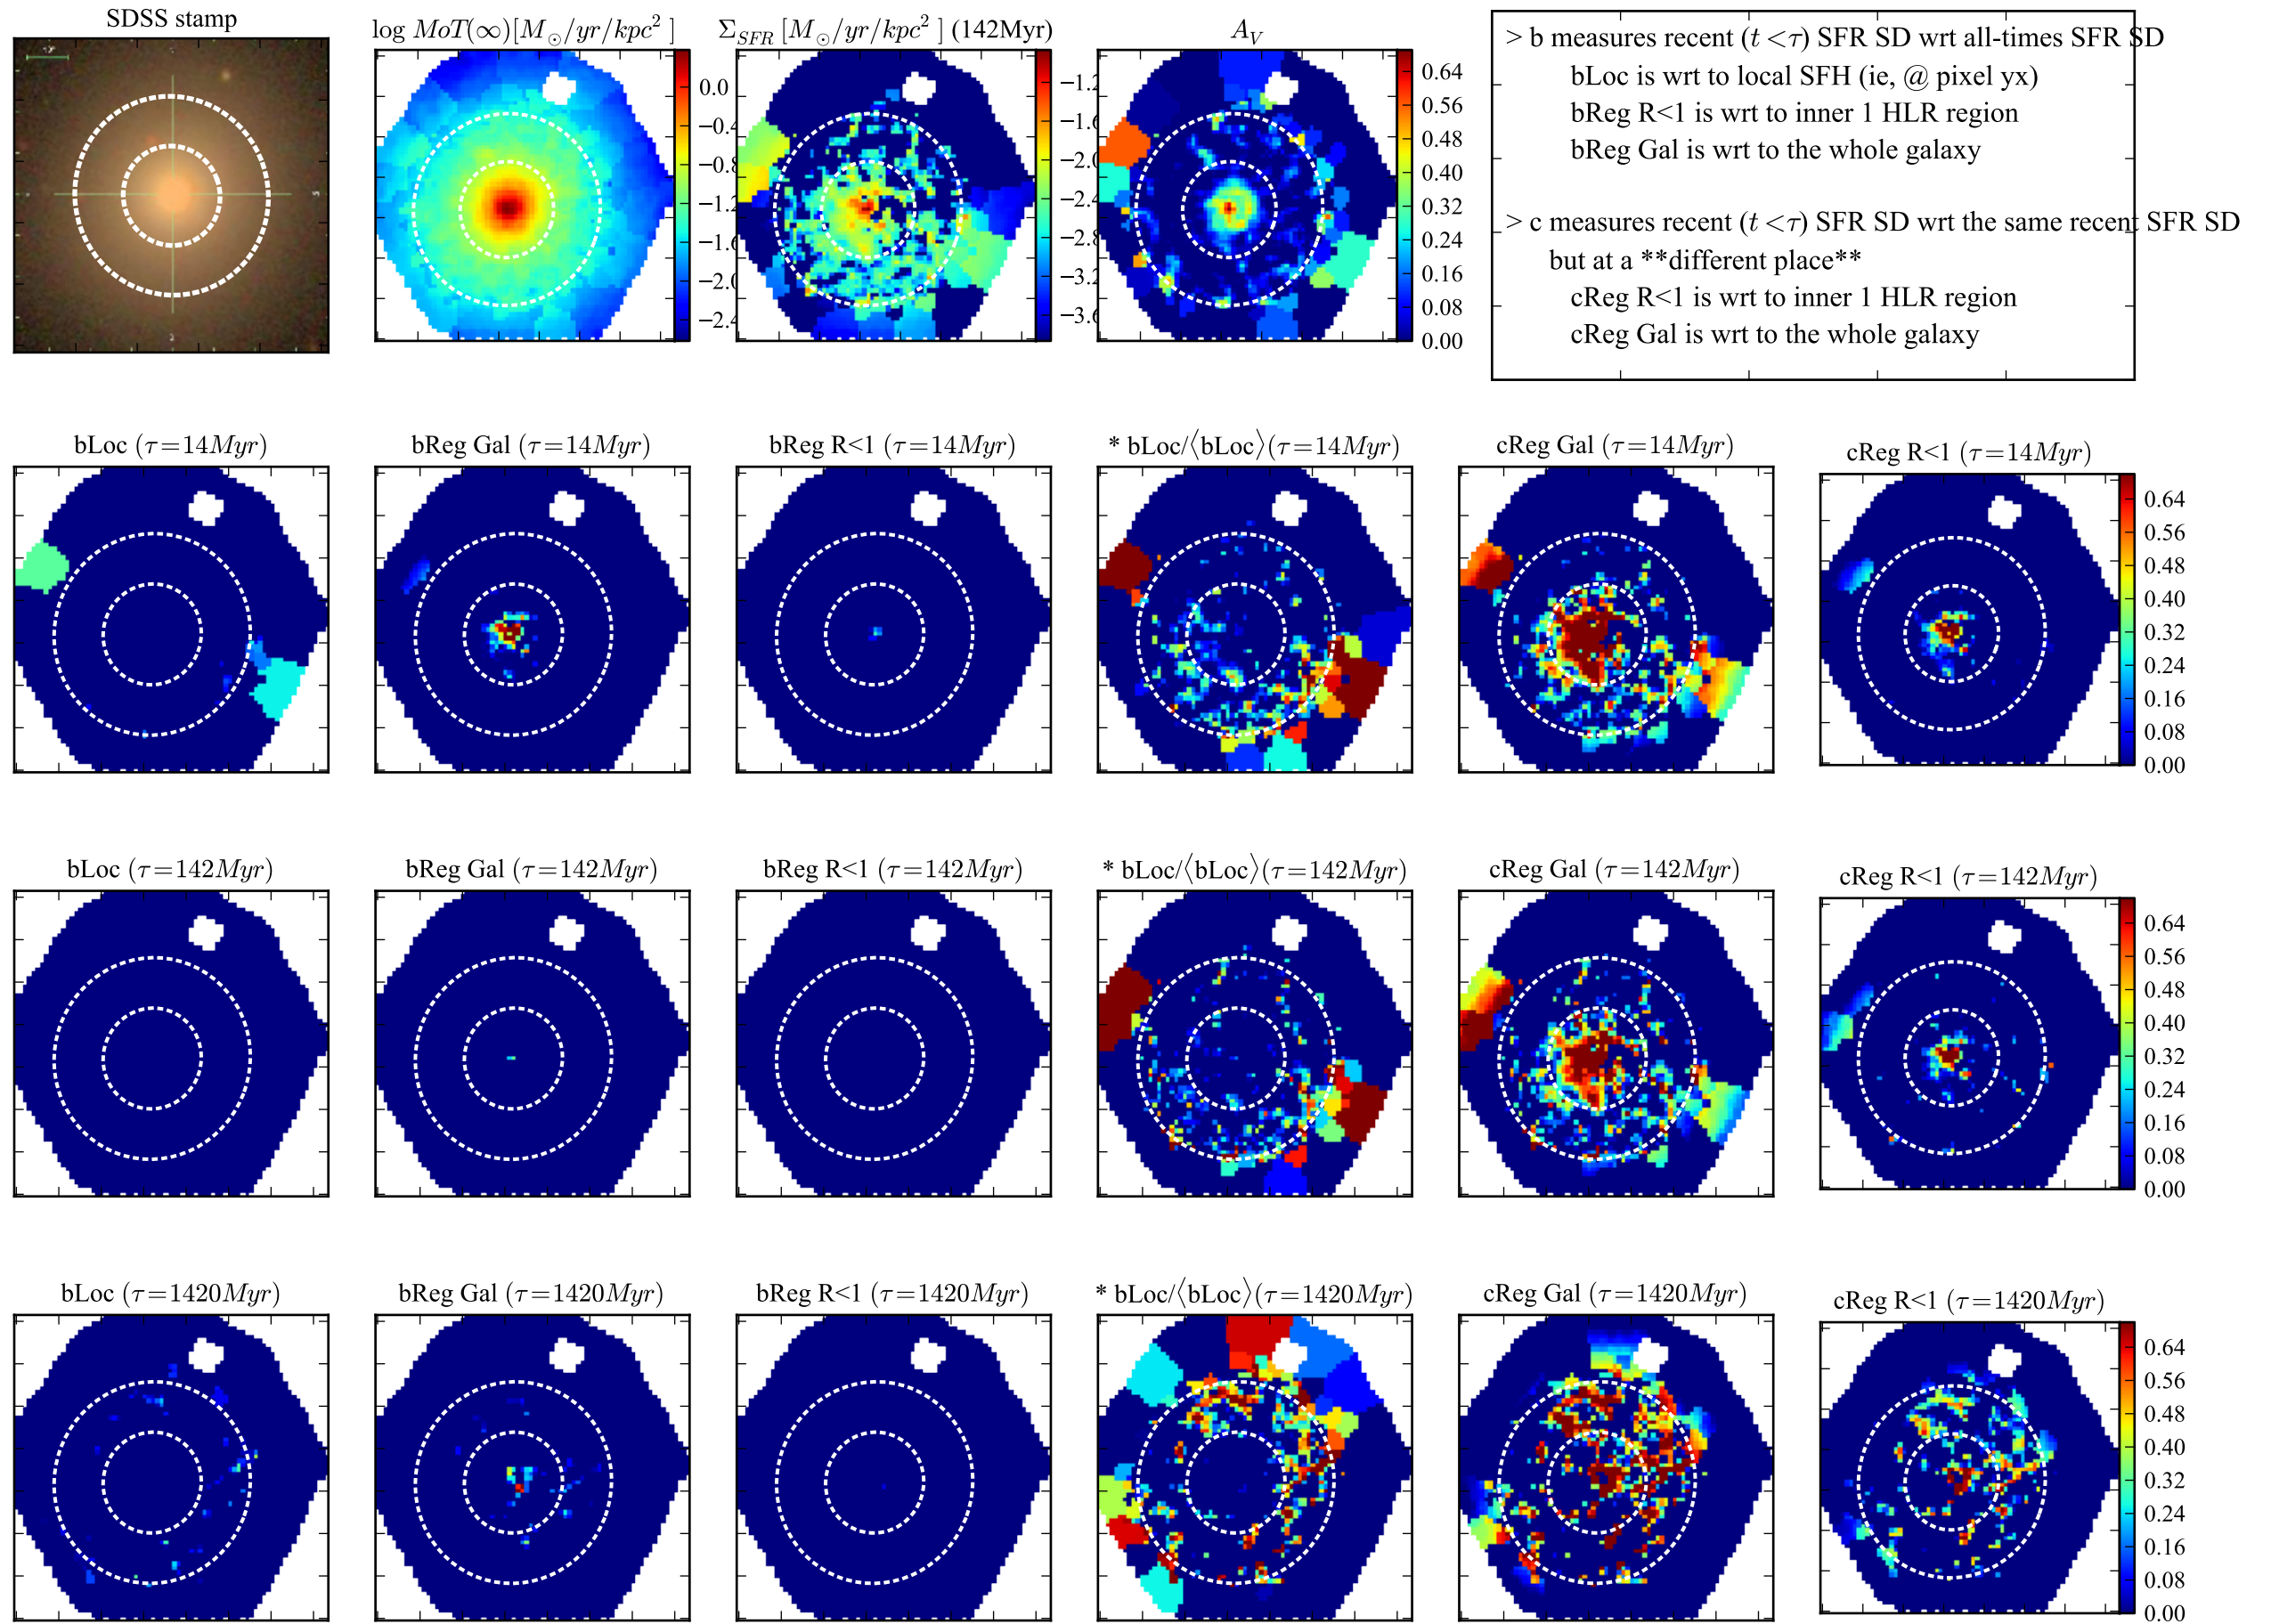 SDSS stamp
log MoT(∞)[M⊙/yr/kpc² ]
Σ_SFR [M⊙/yr/kpc² ] (142Myr)
A_V
0.0
−0.4
−0.8
−1.2
−1.6
−2.0
−2.4
−1.2
−1.6
−2.0
−2.4
−2.8
−3.2
−3.6
0.64
0.56
0.48
0.40
0.32
0.24
0.16
0.08
0.00
> b measures recent (t <τ) SFR SD wrt all-times SFR SD
bLoc is wrt to local SFH (ie, @ pixel yx)
bReg R<1 is wrt to inner 1 HLR region
bReg Gal is wrt to the whole galaxy
> c measures recent (t <τ) SFR SD wrt the same recent SFR SD
but at a **different place**
cReg R<1 is wrt to inner 1 HLR region
cReg Gal is wrt to the whole galaxy
bLoc (τ=14Myr)
bReg Gal (τ=14Myr)
bReg R<1 (τ=14Myr)
* bLoc/⟨bLoc⟩(τ=14Myr)
cReg Gal (τ=14Myr)
cReg R<1 (τ=14Myr)
0.64
0.56
0.48
0.40
0.32
0.24
0.16
0.08
0.00
bLoc (τ=142Myr)
bReg Gal (τ=142Myr)
bReg R<1 (τ=142Myr)
* bLoc/⟨bLoc⟩(τ=142Myr)
cReg Gal (τ=142Myr)
cReg R<1 (τ=142Myr)
0.64
0.56
0.48
0.40
0.32
0.24
0.16
0.08
0.00
bLoc (τ=1420Myr)
bReg Gal (τ=1420Myr)
bReg R<1 (τ=1420Myr)
* bLoc/⟨bLoc⟩(τ=1420Myr)
cReg Gal (τ=1420Myr)
cReg R<1 (τ=1420Myr)
0.64
0.56
0.48
0.40
0.32
0.24
0.16
0.08
0.00